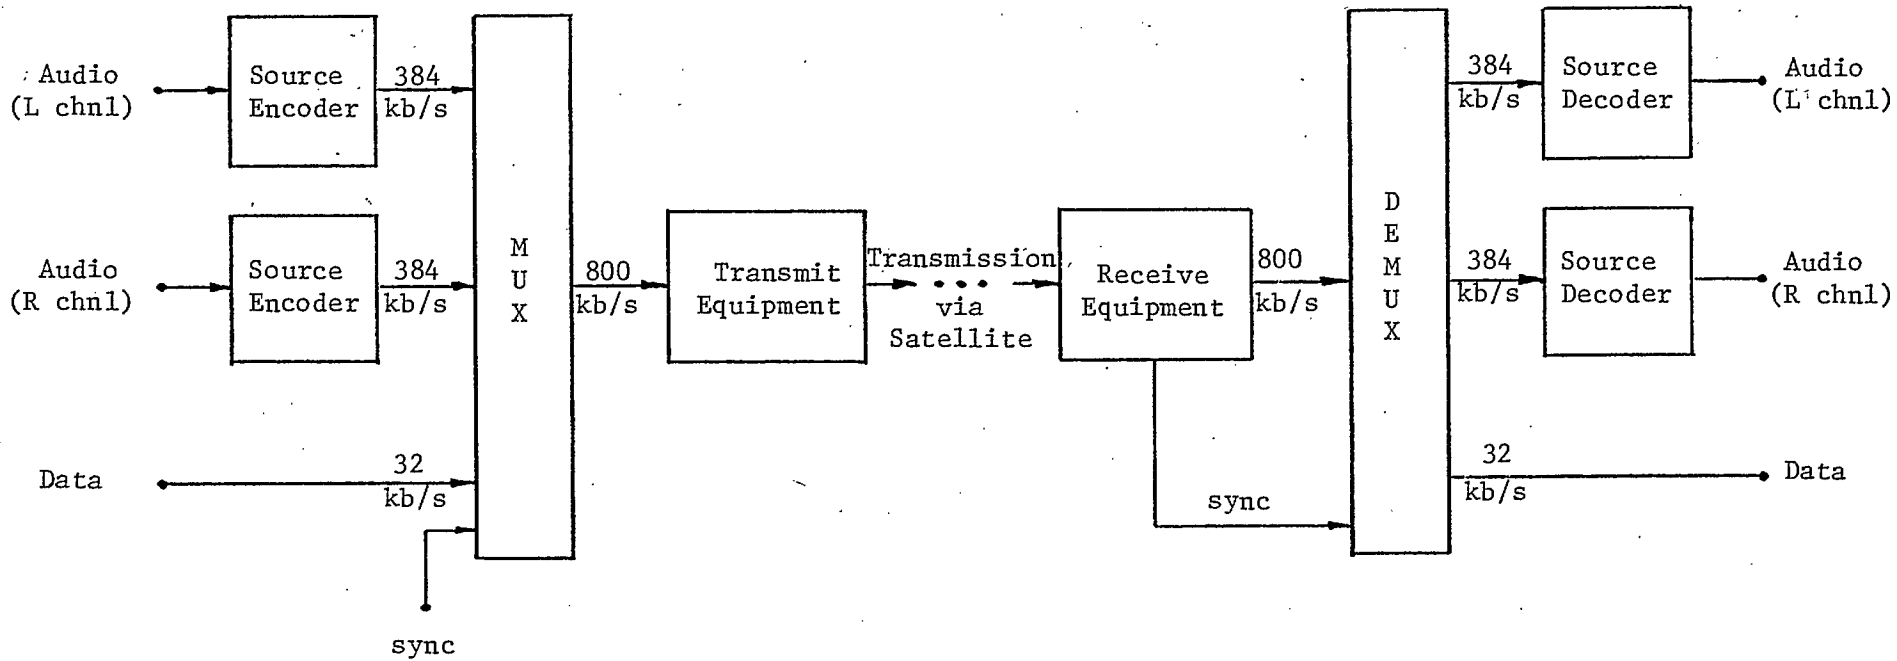 Audio
(L chnl)
Source
Encoder
384
kb/s
Audio
(R chnl)
Source
Encoder
384
kb/s
Data
32
kb/s
sync
M
U
X
800
kb/s
Transmit
Equipment
Transmission
via
Satellite
Receive
Equipment
800
kb/s
sync
D
E
M
U
X
384
kb/s
Source
Decoder
Audio
(L chnl)
384
kb/s
Source
Decoder
Audio
(R chnl)
32
kb/s
Data